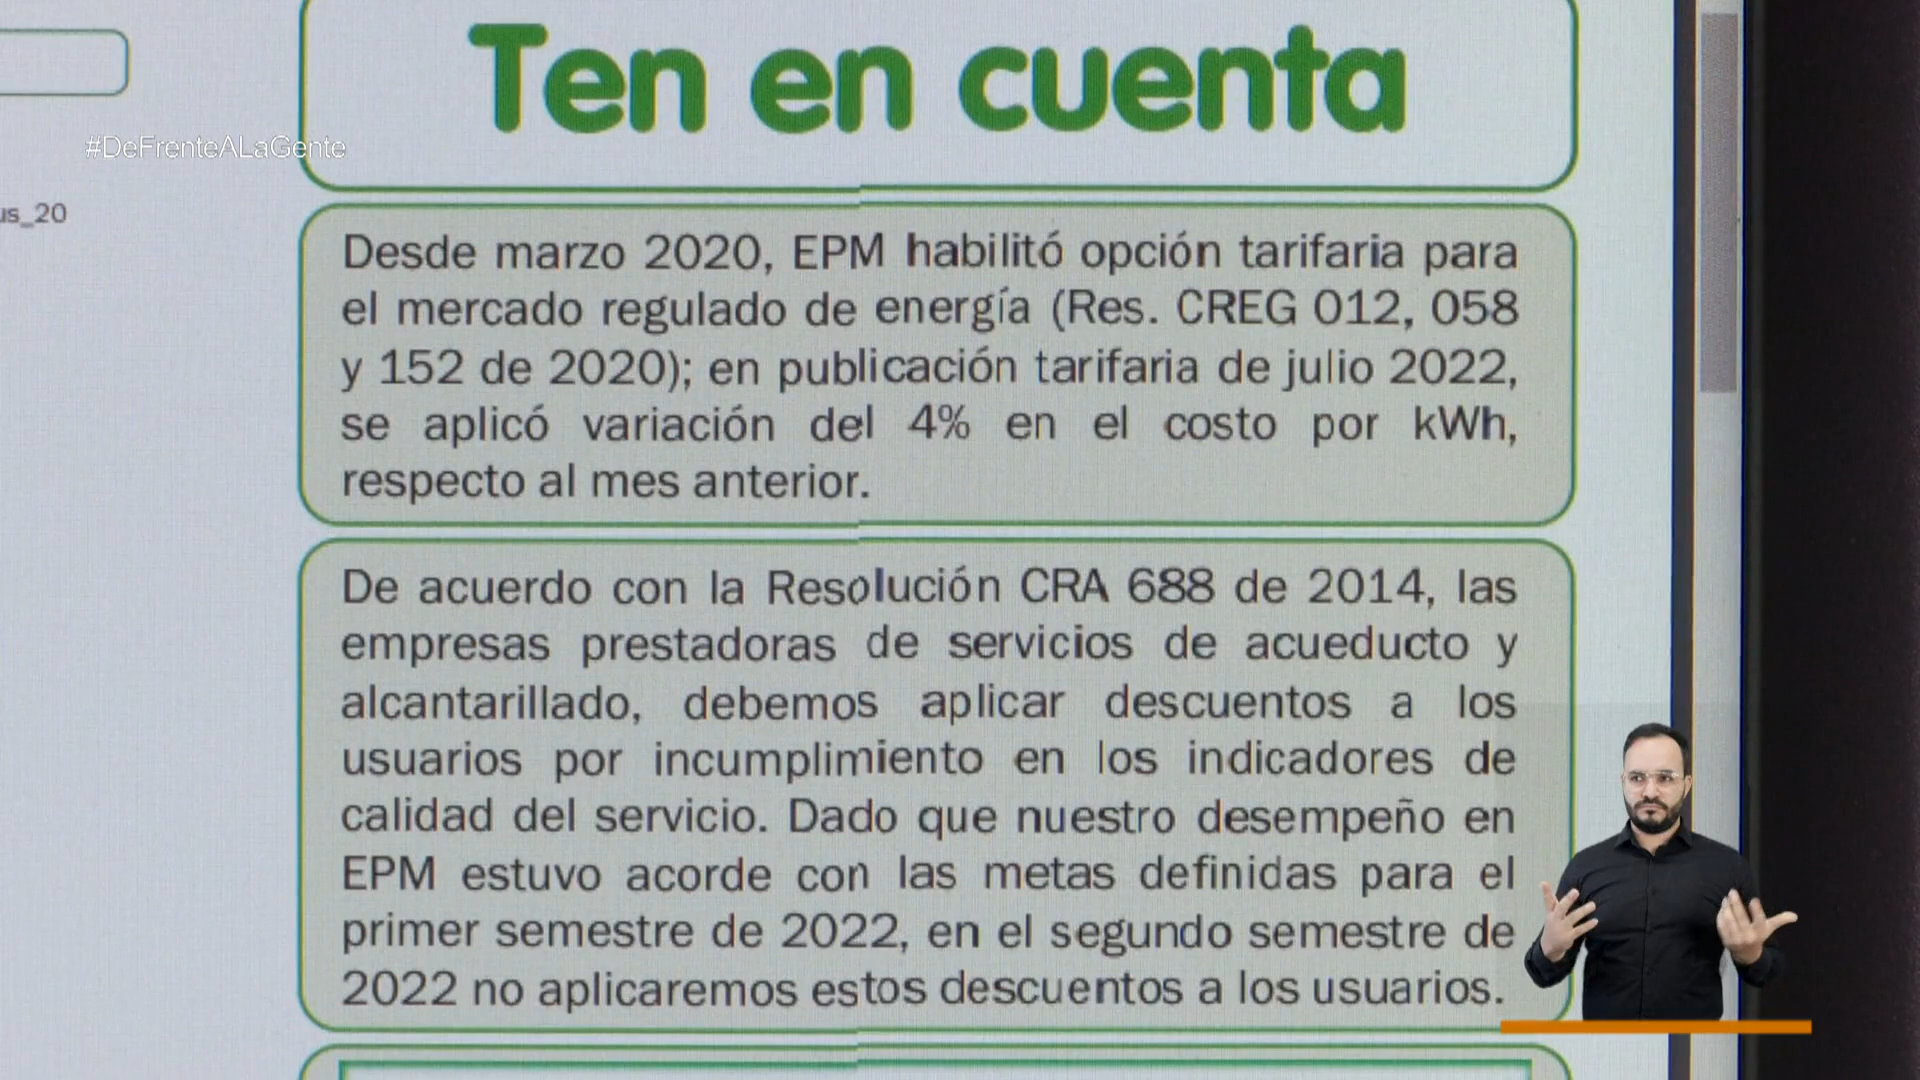 Ten en cuenta
#DeFrenteALaGente
us_20
Desde marzo 2020, EPM habilitó opción tarifaria para
el mercado regulado de energía (Res. CREG 012, 058
y 152 de 2020); en publicación tarifaria de julio 2022,
se aplicó variación del 4% en el costo por kWh,
respecto al mes anterior.
De acuerdo con la Resolución CRA 688 de 2014, las
empresas prestadoras de servicios de acueducto y
alcantarillado, debemos aplicar descuentos a los
usuarios por incumplimiento en los indicadores de
calidad del servicio. Dado que nuestro desempeño en
EPM estuvo acorde con las metas definidas para el
primer semestre de 2022, en el segundo semestre de
2022 no aplicaremos estos descuentos a los usuarios.